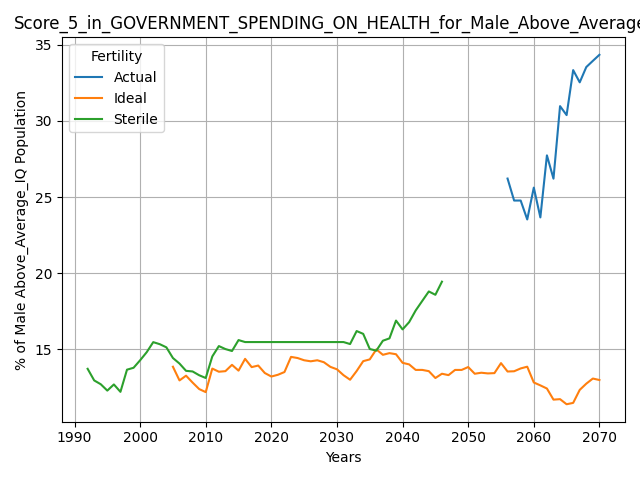 Score_5_in_GOVERNMENT_SPENDING_ON_HEALTH_for_Male_Above_Average
Fertility
Actual
Ideal
Sterile
% of Male Above_Average_IQ Population
35
30
25
20
15
1990 2000 2010 2020 2030 2040 2050 2060 2070
Years